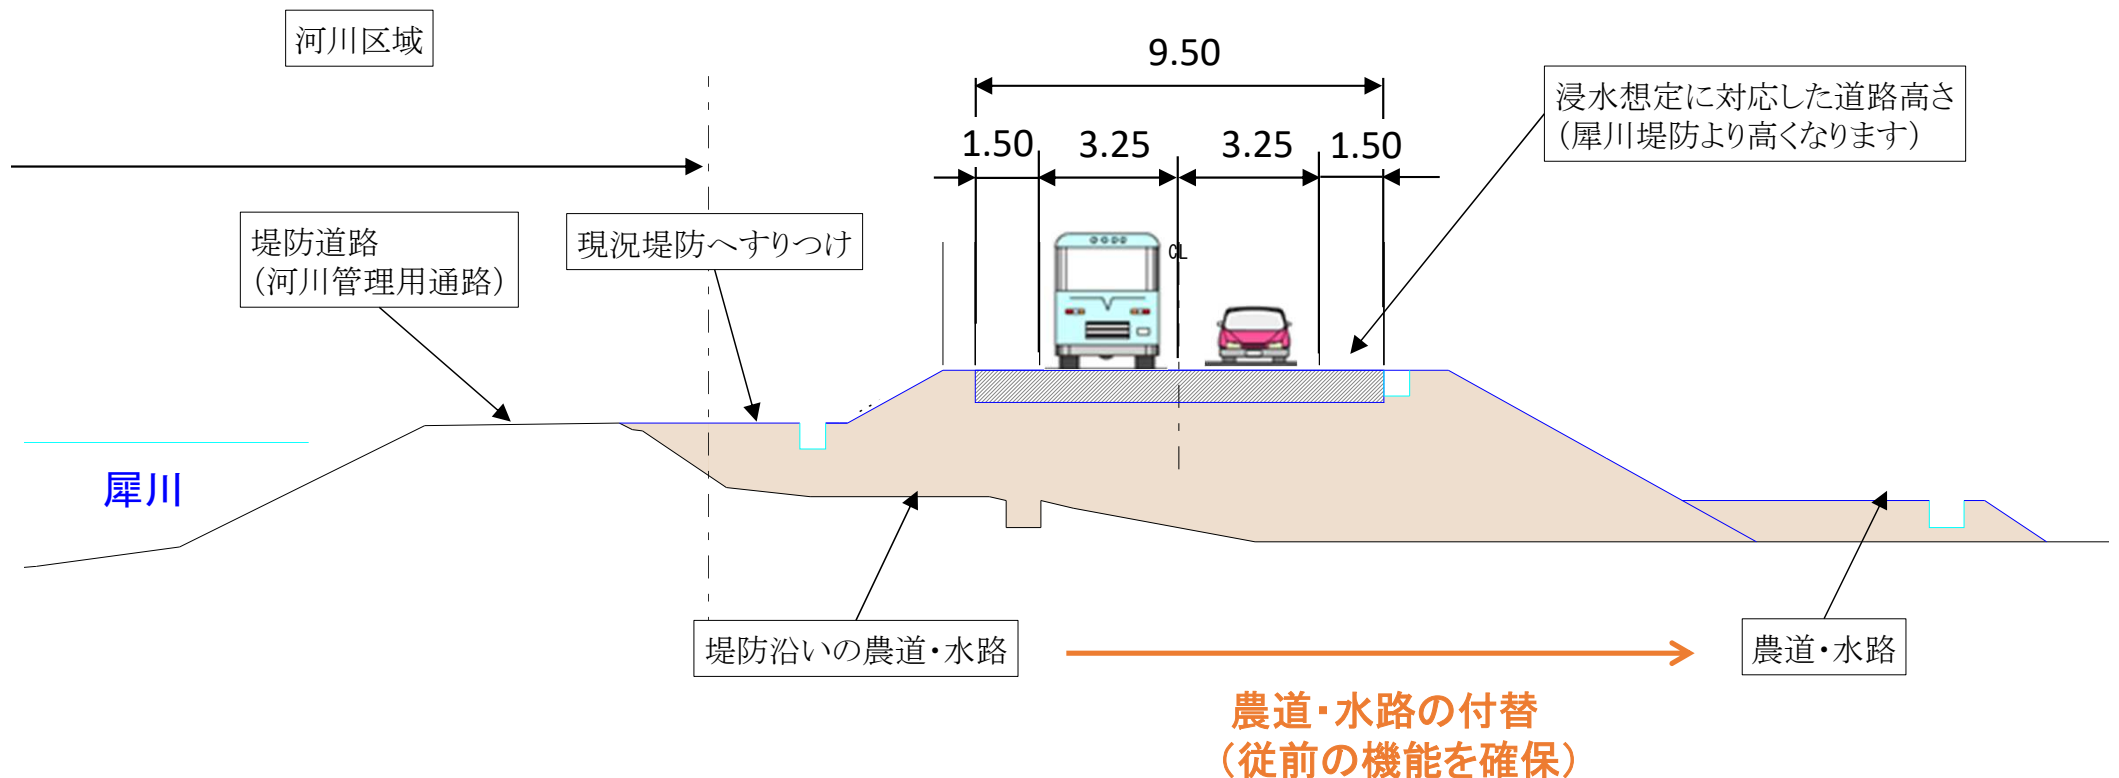 河川区域
9.50
1.50
3.25
3.25
1.50
浸水想定に対応した道路高さ
（犀川堤防より高くなります）
堤防道路
（河川管理用通路）
現況堤防へすりつけ
CL
犀川
堤防沿いの農道・水路
農道・水路
農道・水路の付替
（従前の機能を確保）